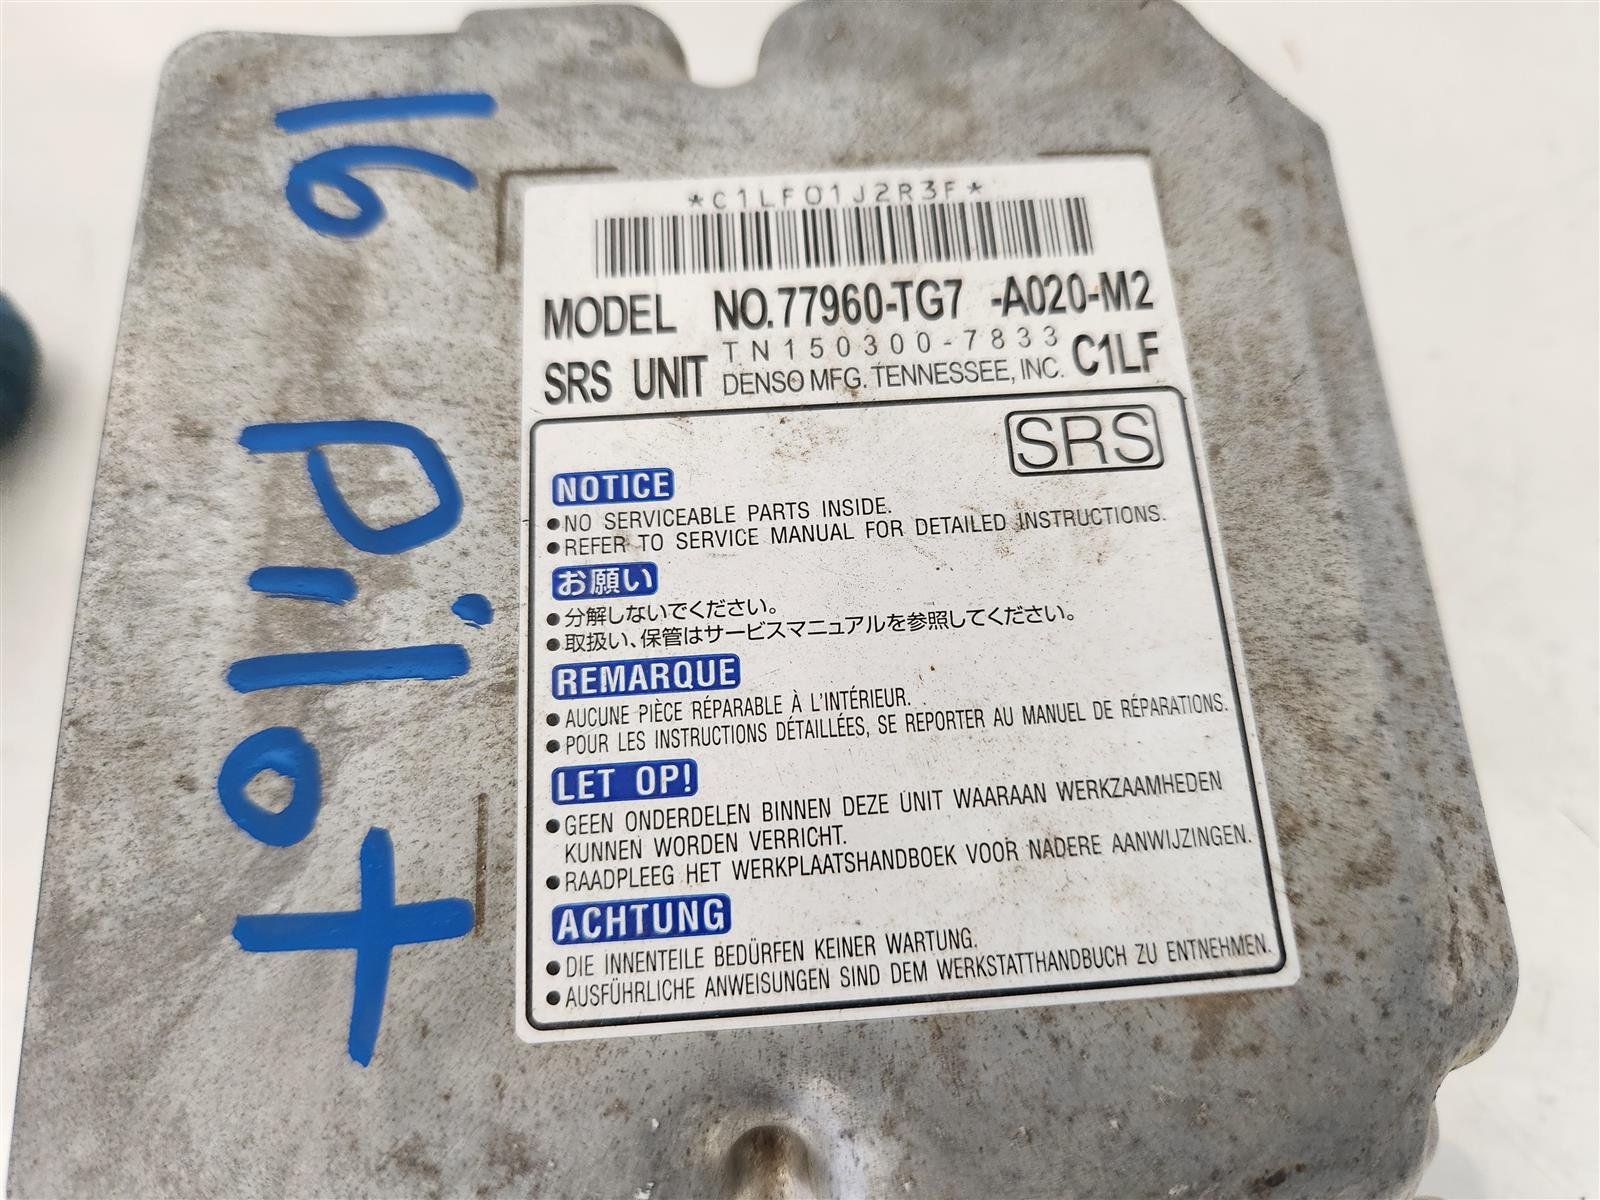 16 Pilot
*C1LF01J2R3F*
MODEL NO.77960-TG7 -A020-M2
TN150300-7833
SRS UNIT DENSO MFG. TENNESSEE, INC. C1LF
SRS
NOTICE
●NO SERVICEABLE PARTS INSIDE.
●REFER TO SERVICE MANUAL FOR DETAILED INSTRUCTIONS.
お願い
●分解しないでください。
●取扱い、保管はサービスマニュアルを参照してください。
REMARQUE
●AUCUNE PIÈCE RÉPARABLE À L'INTÉRIEUR.
●POUR LES INSTRUCTIONS DÉTAILLÉES, SE REPORTER AU MANUEL DE RÉPARATIONS.
LET OP!
●GEEN ONDERDELEN BINNEN DEZE UNIT WAARAAN WERKZAAMHEDEN
KUNNEN WORDEN VERRICHT.
●RAADPLEEG HET WERKPLAATSHANDBOEK VOOR NADERE AANWIJZINGEN.
ACHTUNG
●DIE INNENTEILE BEDÜRFEN KEINER WARTUNG.
●AUSFÜHRLICHE ANWEISUNGEN SIND DEM WERKSTATTHANDBUCH ZU ENTNEHMEN.